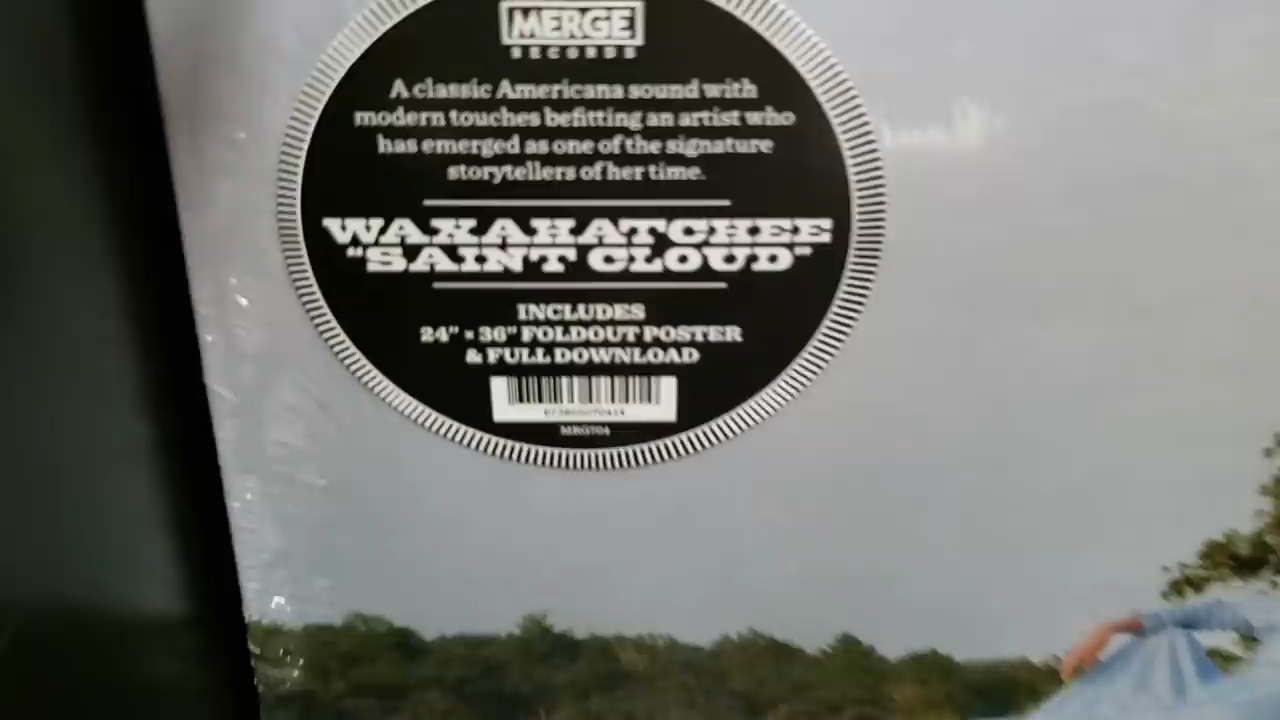 MERGE
RECORDS
A classic Americana sound with
modern touches befitting an artist who
has emerged as one of the signature
storytellers of her time.
WAXAHATCHEE
“SAINT CLOUD”
INCLUDES
24” × 36” FOLDOUT POSTER
& FULL DOWNLOAD
MRG704